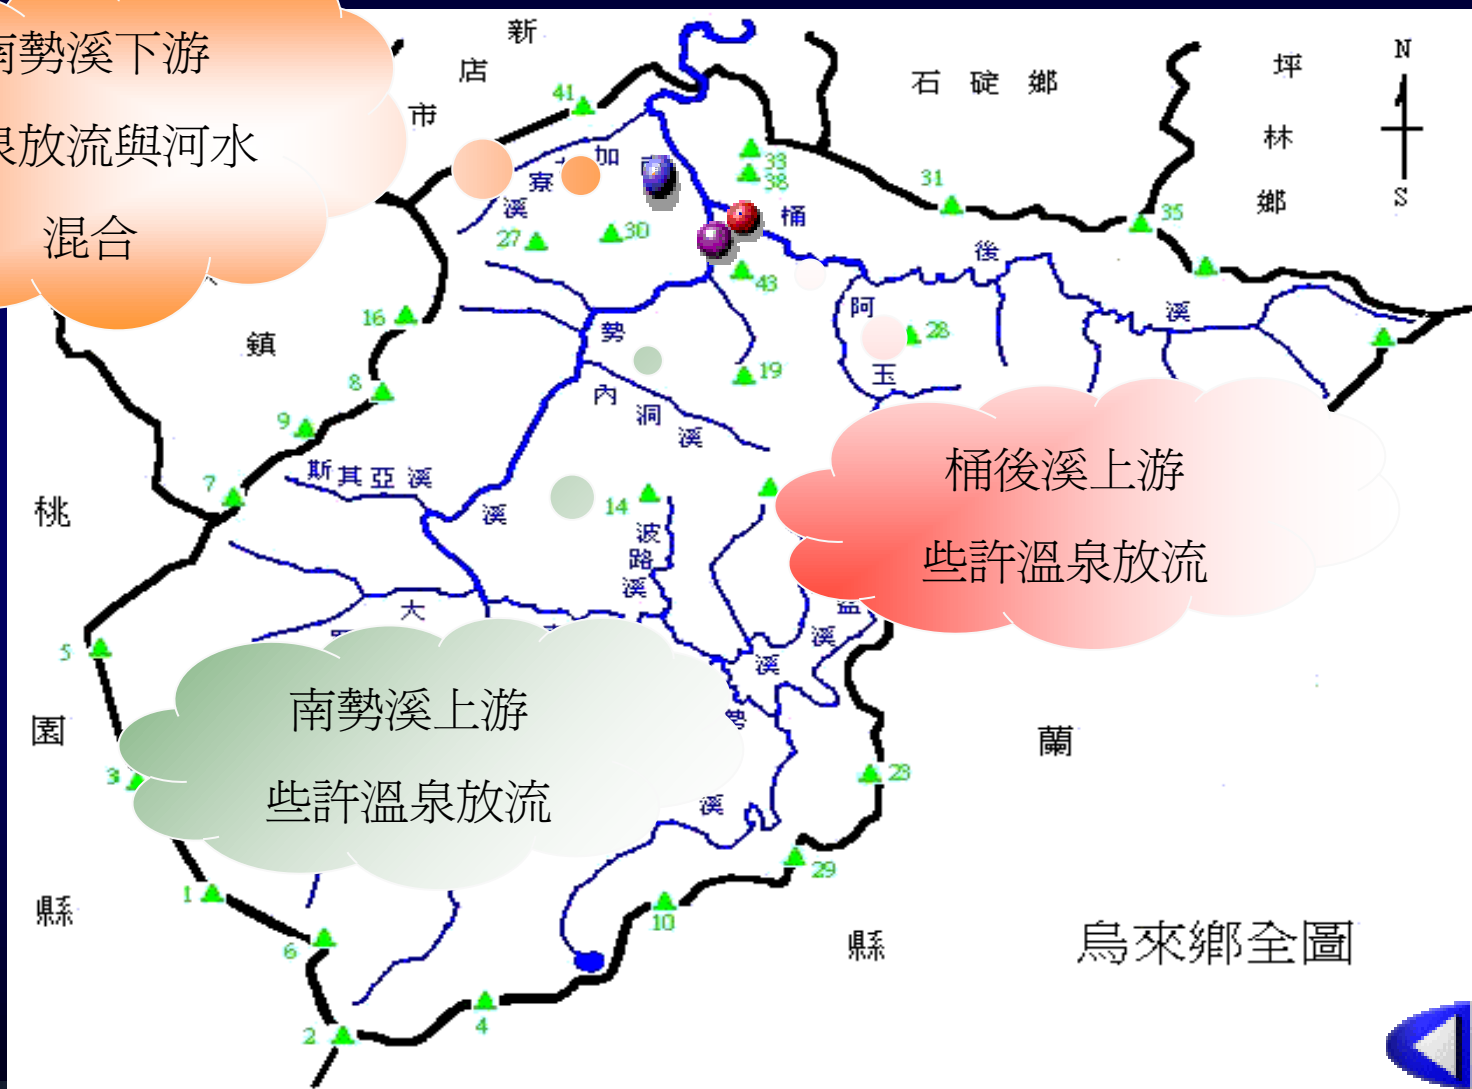 南勢溪下游
泉放流與河水
混合
新
店
市
石碇鄉
坪
林
鄉
N
S
41
33
38
31
35
加
寮
溪
桶
後
溪
27
30
43
阿
玉
28
16
鎮
勢
19
8
內
洞
溪
9
斯其亞溪
7
溪
14
波
路
溪
桃
園
縣
桶後溪上游
些許溫泉放流
大
溪
溪
5
南勢溪上游
些許溫泉放流
勢
溪
蘭
縣
3
23
29
1
10
6
4
2
烏來鄉全圖